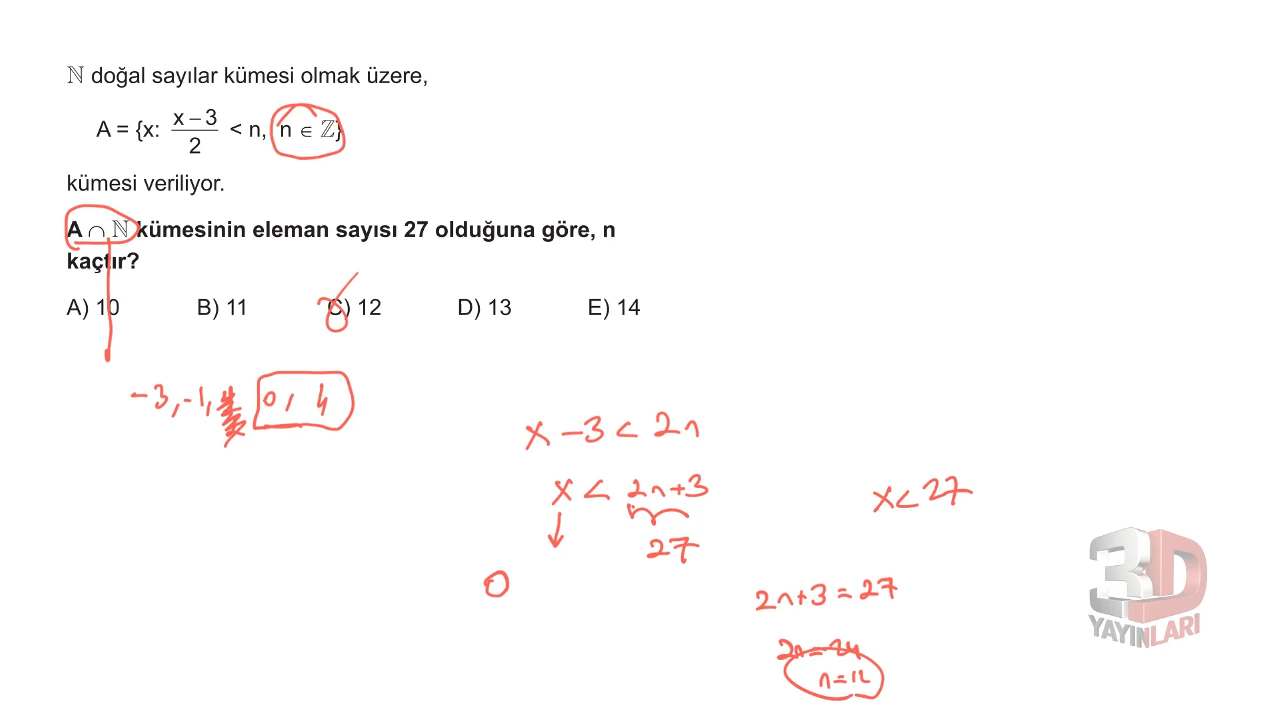 ℕ doğal sayılar kümesi olmak üzere,
A = {x: x – 3 / 2 < n, n ∈ ℤ}
kümesi veriliyor.
A ∩ ℕ kümesinin eleman sayısı 27 olduğuna göre, n
kaçtır?
A) 10 B) 11 C) 12 D) 13 E) 14
-3, -1, 0, 4
x - 3 < 2n
x < 2n+3
x < 27
27
0
2n+3 = 27
2n = 24
n = 12
3D
YAYINLARI